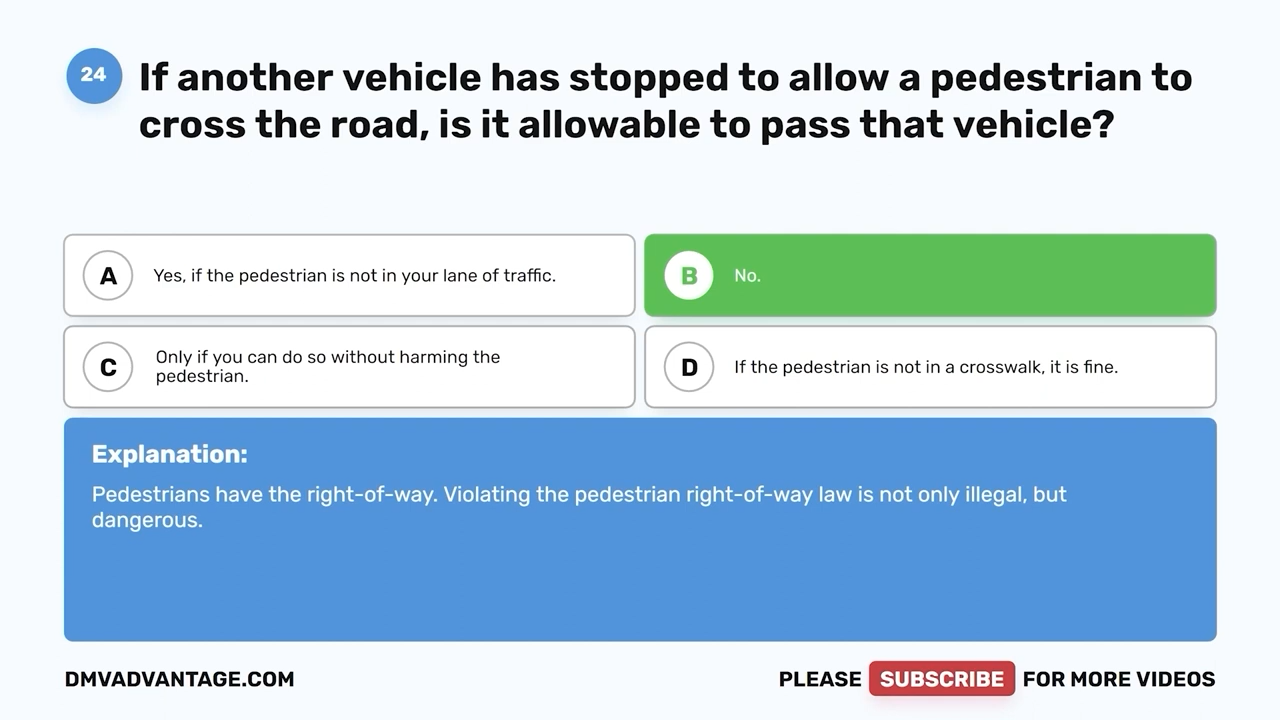 24
If another vehicle has stopped to allow a pedestrian to
cross the road, is it allowable to pass that vehicle?
A
Yes, if the pedestrian is not in your lane of traffic.
B
No.
C
Only if you can do so without harming the
pedestrian.
D
If the pedestrian is not in a crosswalk, it is fine.
Explanation:
Pedestrians have the right-of-way. Violating the pedestrian right-of-way law is not only illegal, but
dangerous.
DMVADVANTAGE.COM
PLEASE SUBSCRIBE FOR MORE VIDEOS